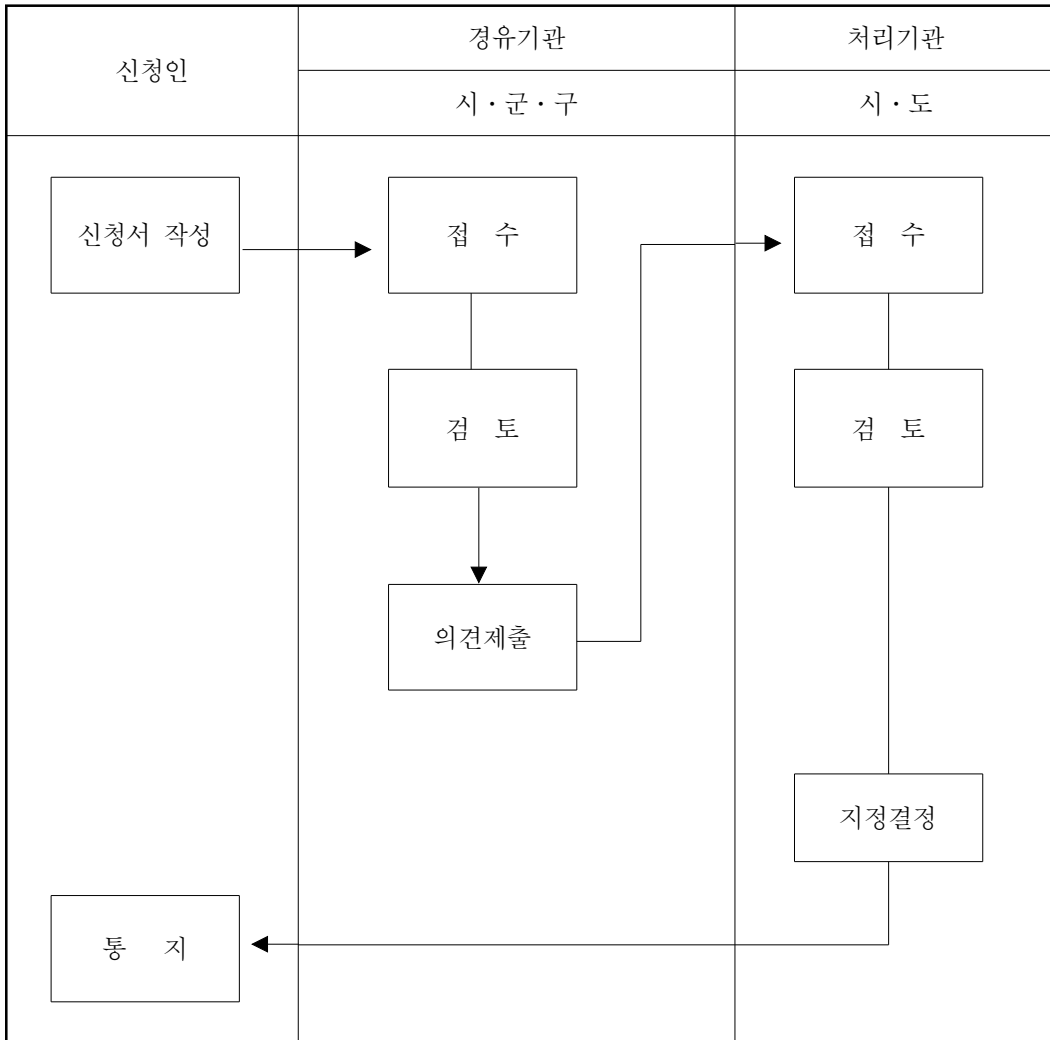 신청인
경유기관
처리기관
시·군·구
시·도
신청서 작성
접 수
접 수
검 토
검 토
의견제출
지정결정
통 지